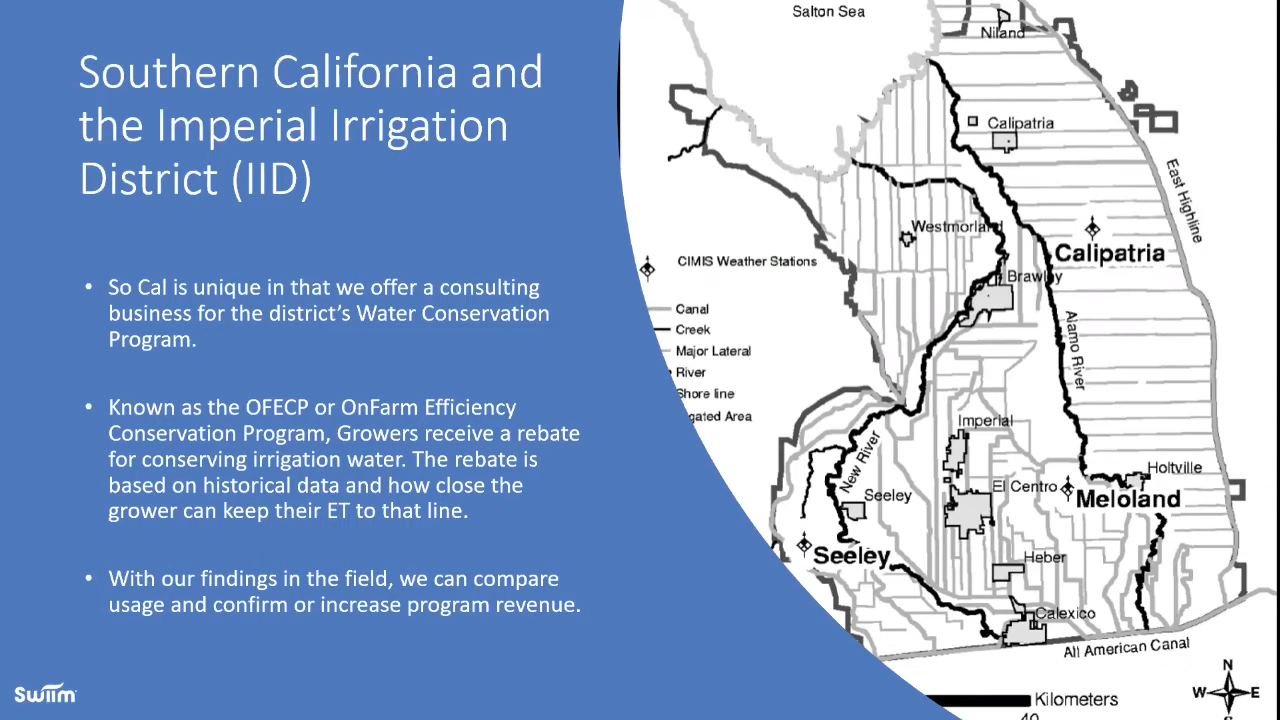 Southern California and
the Imperial Irrigation
District (IID)
• So Cal is unique in that we offer a consulting
business for the district’s Water Conservation
Program.
• Known as the OFECP or OnFarm Efficiency
Conservation Program, Growers receive a rebate
for conserving irrigation water. The rebate is
based on historical data and how close the
grower can keep their ET to that line.
• With our findings in the field, we can compare
usage and confirm or increase program revenue.
Swiim
Salton Sea
Niland
Calipatria
East Highline
Westmorland
Calipatria
CIMIS Weather Stations
Brawley
Canal
Creek
Major Lateral
River
Shore line
gated Area
Alamo River
Imperial
New River
Holtville
El Centro
Meloland
Seeley
Seeley
Heber
Calexico
All American Canal
N
W
E
S
Kilometers
40